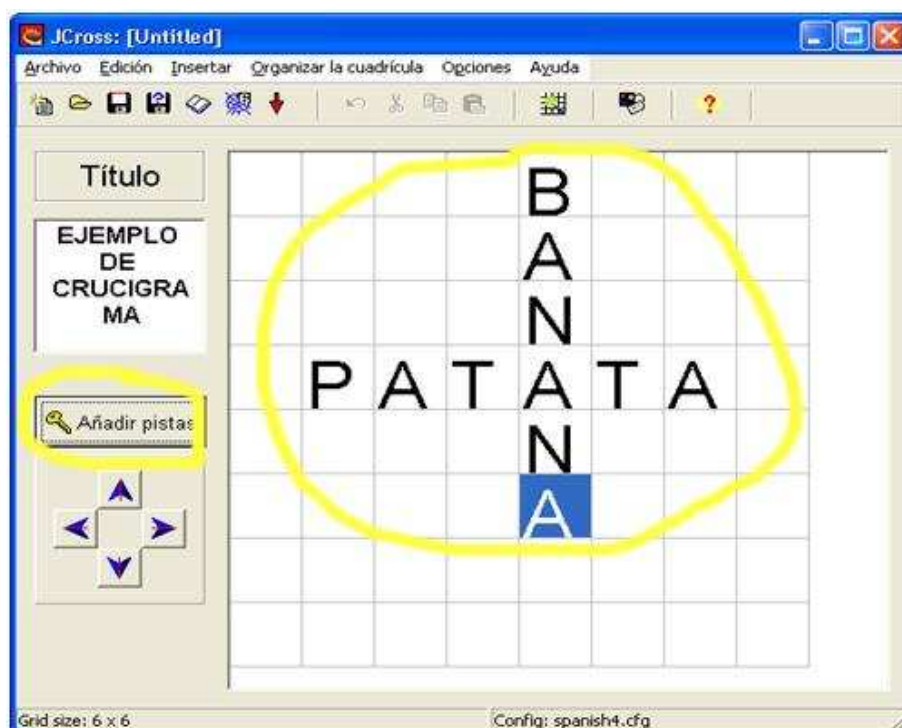 JCross: [Untitled]
Archivo Edición Insertar Organizar la cuadrícula Opciones Ayuda
?
Título
EJEMPLO
DE
CRUCIGRA
MA
Añadir pistas
B
A
N
P A T A T A
N
A
Grid size: 6 x 6 Config: spanish4.cfg